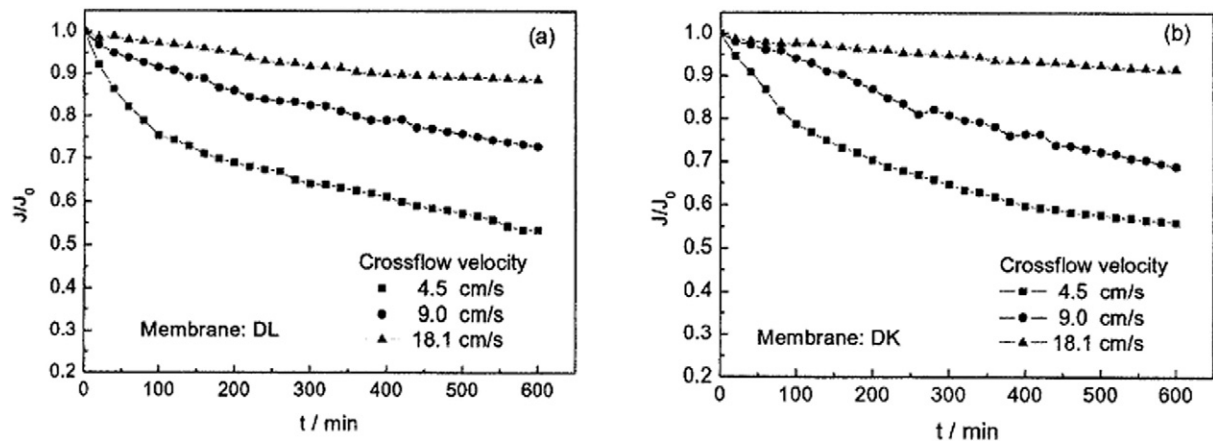 (a)
1.0
0.9
0.8
0.7
0.6
0.5
0.4
0.3
0.2
J/J0
Crossflow velocity
4.5 cm/s
9.0 cm/s
18.1 cm/s
Membrane: DL
0 100 200 300 400 500 600
t / min
(b)
1.0
0.9
0.8
0.7
0.6
0.5
0.4
0.3
0.2
J/J0
Crossflow velocity
4.5 cm/s
9.0 cm/s
18.1 cm/s
Membrane: DK
0 100 200 300 400 500 600
t / min